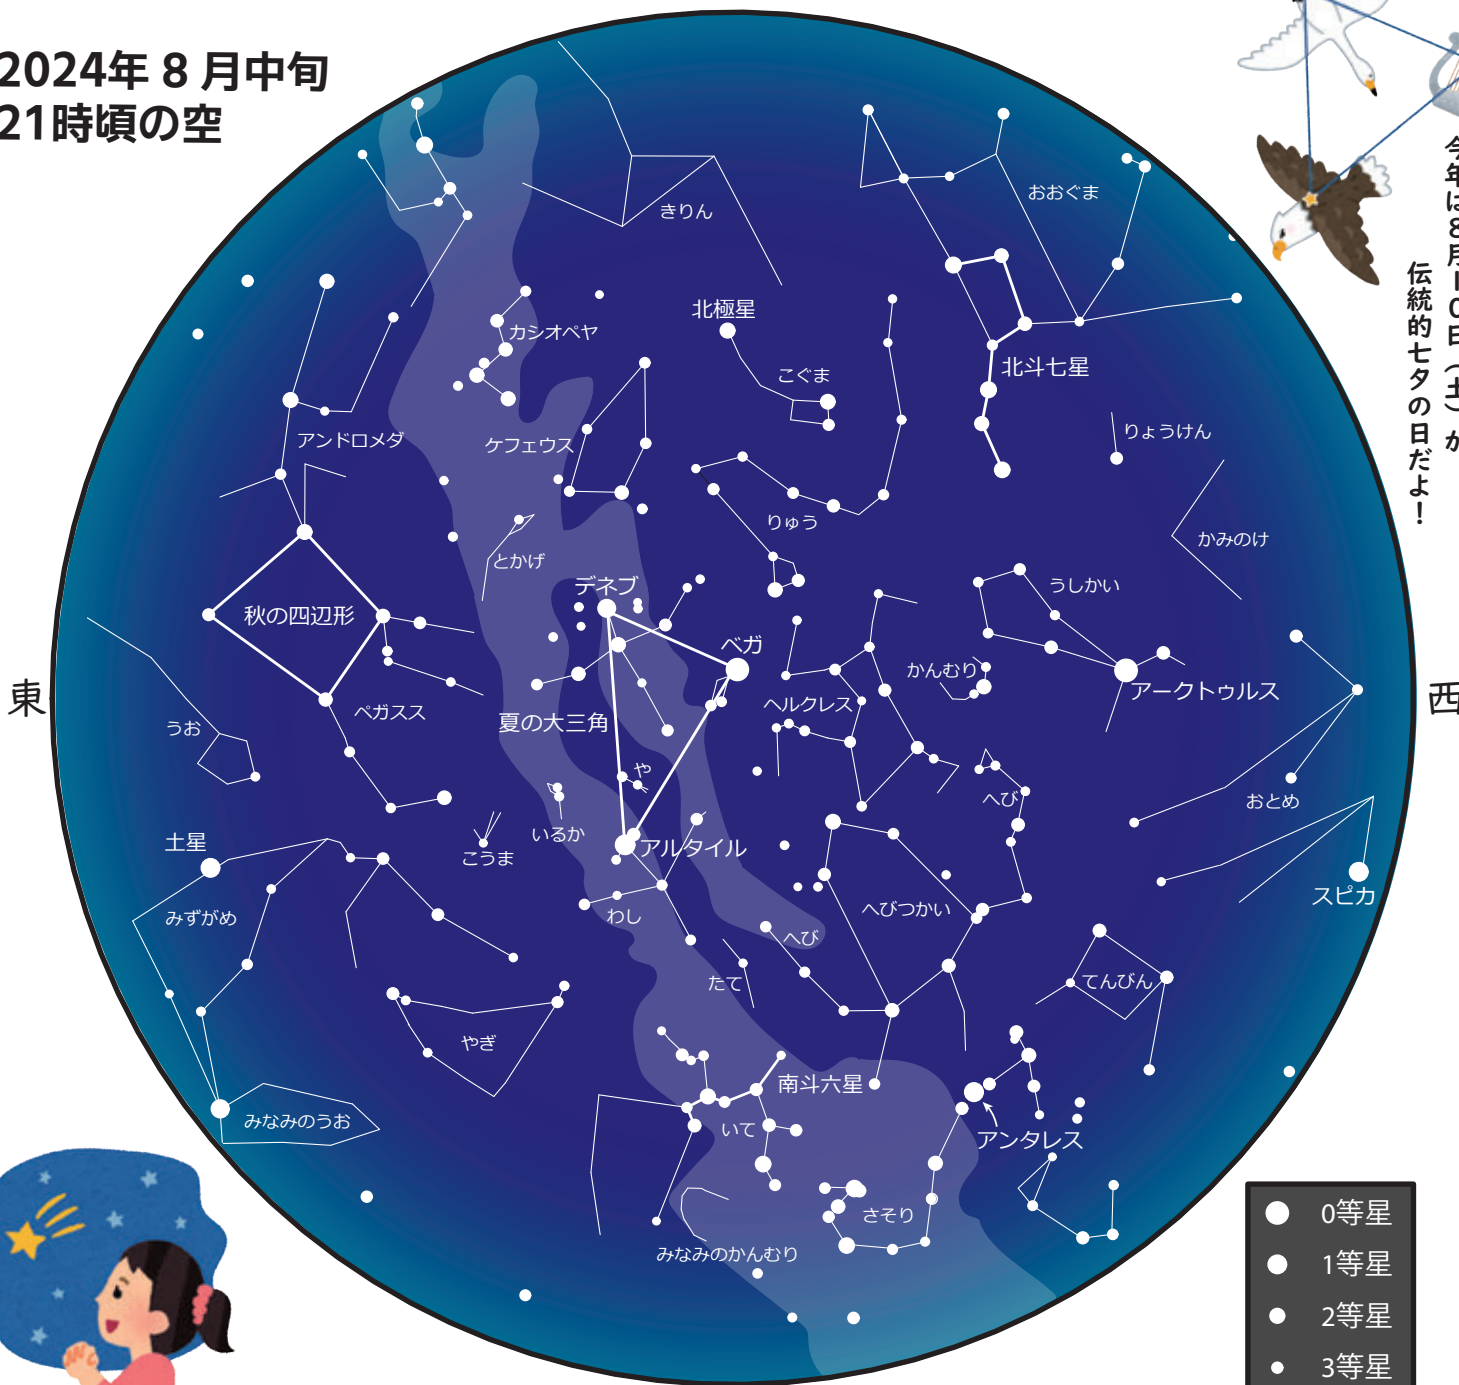 2024年8月中旬
21時頃の空
今年は8月10日(土)が
伝統的七夕の日だよ！
きりん
おおぐま
北極星
カシオペヤ
こぐま
北斗七星
アンドロメダ
ケフェウス
りょうけん
りゅう
かみのけ
とかげ
デネブ
うしかい
秋の四辺形
ベガ
かんむり
アークトゥルス
東
西
ペガスス
ヘルクレス
うお
夏の大三角
や
へび
おとめ
土星
いるか
こうま
アルタイル
スピカ
みずがめ
わし
へびつかい
へび
たて
てんびん
やぎ
南斗六星
みなみのうお
いて
アンタレス
さそり
みなみのかんむり
0等星
1等星
2等星
3等星